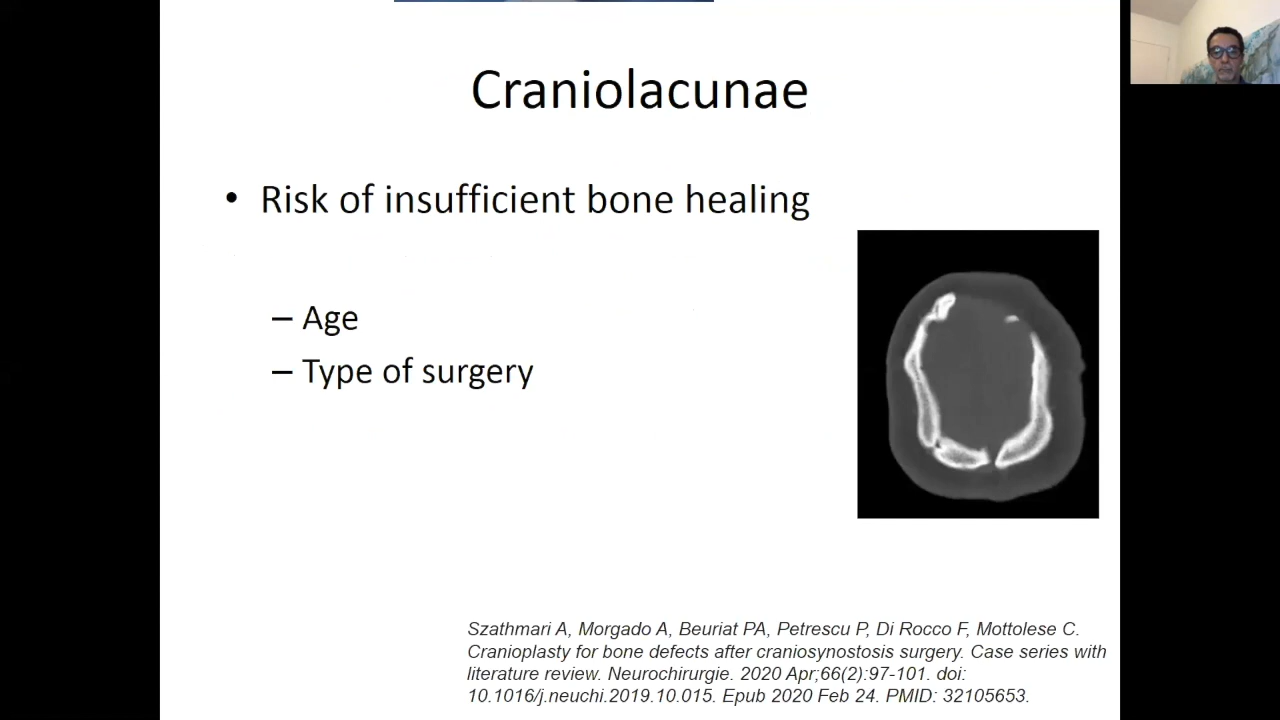 Craniolacunae
• Risk of insufficient bone healing
– Age
– Type of surgery
Szathmari A, Morgado A, Beuriat PA, Petrescu P, Di Rocco F, Mottolese C.
Cranioplasty for bone defects after craniosynostosis surgery. Case series with
literature review. Neurochirurgie. 2020 Apr;66(2):97-101. doi:
10.1016/j.neuchi.2019.10.015. Epub 2020 Feb 24. PMID: 32105653.